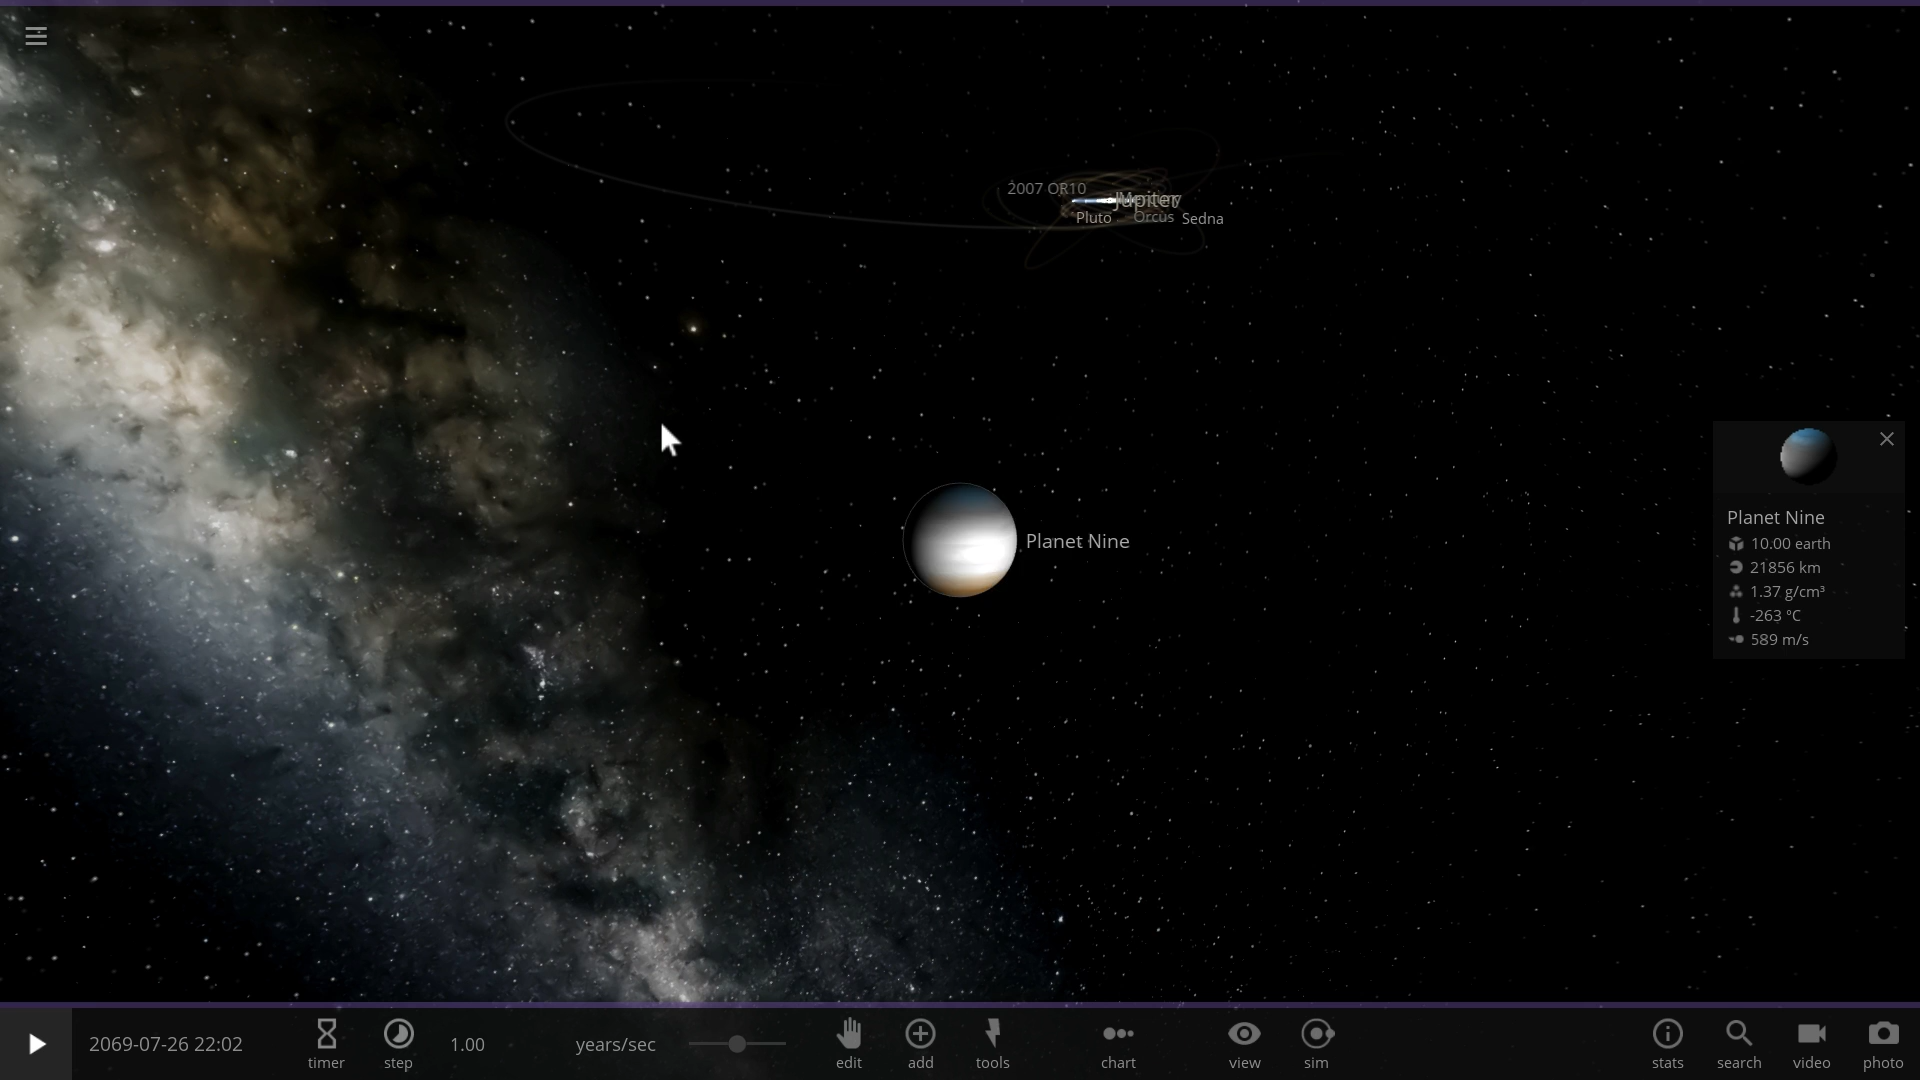 2007 OR10
Jupiter
Pluto
Orcus
Sedna
Planet Nine
Planet Nine
10.00 earth
21856 km
1.37 g/cm³
-263 °C
589 m/s
2069-07-26 22:02
timer
step
1.00
years/sec
edit
add
tools
chart
view
sim
stats
search
video
photo